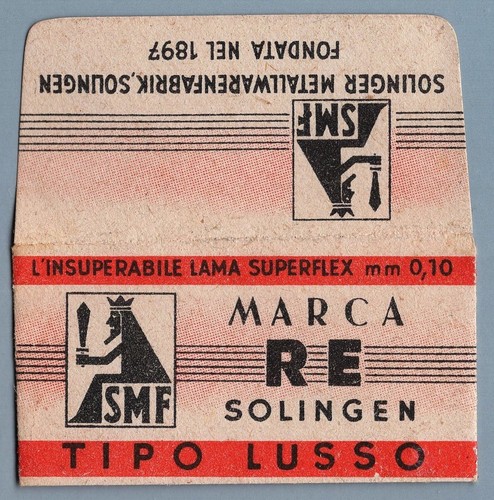 FONDATA NEL 1897
SOLINGER METALLWARENFABRIK, SOLINGEN
SMF
L'INSUPERABILE LAMA SUPERFLEX mm 0,10
MARCA
RE
SMF
SOLINGEN
TIPO LUSSO